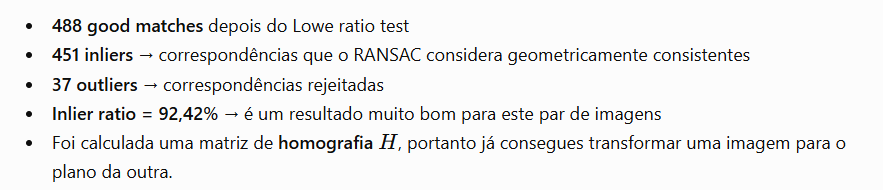 • 488 good matches depois do Lowe ratio test
• 451 inliers → correspondências que o RANSAC considera geometricamente consistentes
• 37 outliers → correspondências rejeitadas
• Inlier ratio = 92,42% → é um resultado muito bom para este par de imagens
• Foi calculada uma matriz de homografia H, portanto já consegues transformar uma imagem para o
plano da outra.